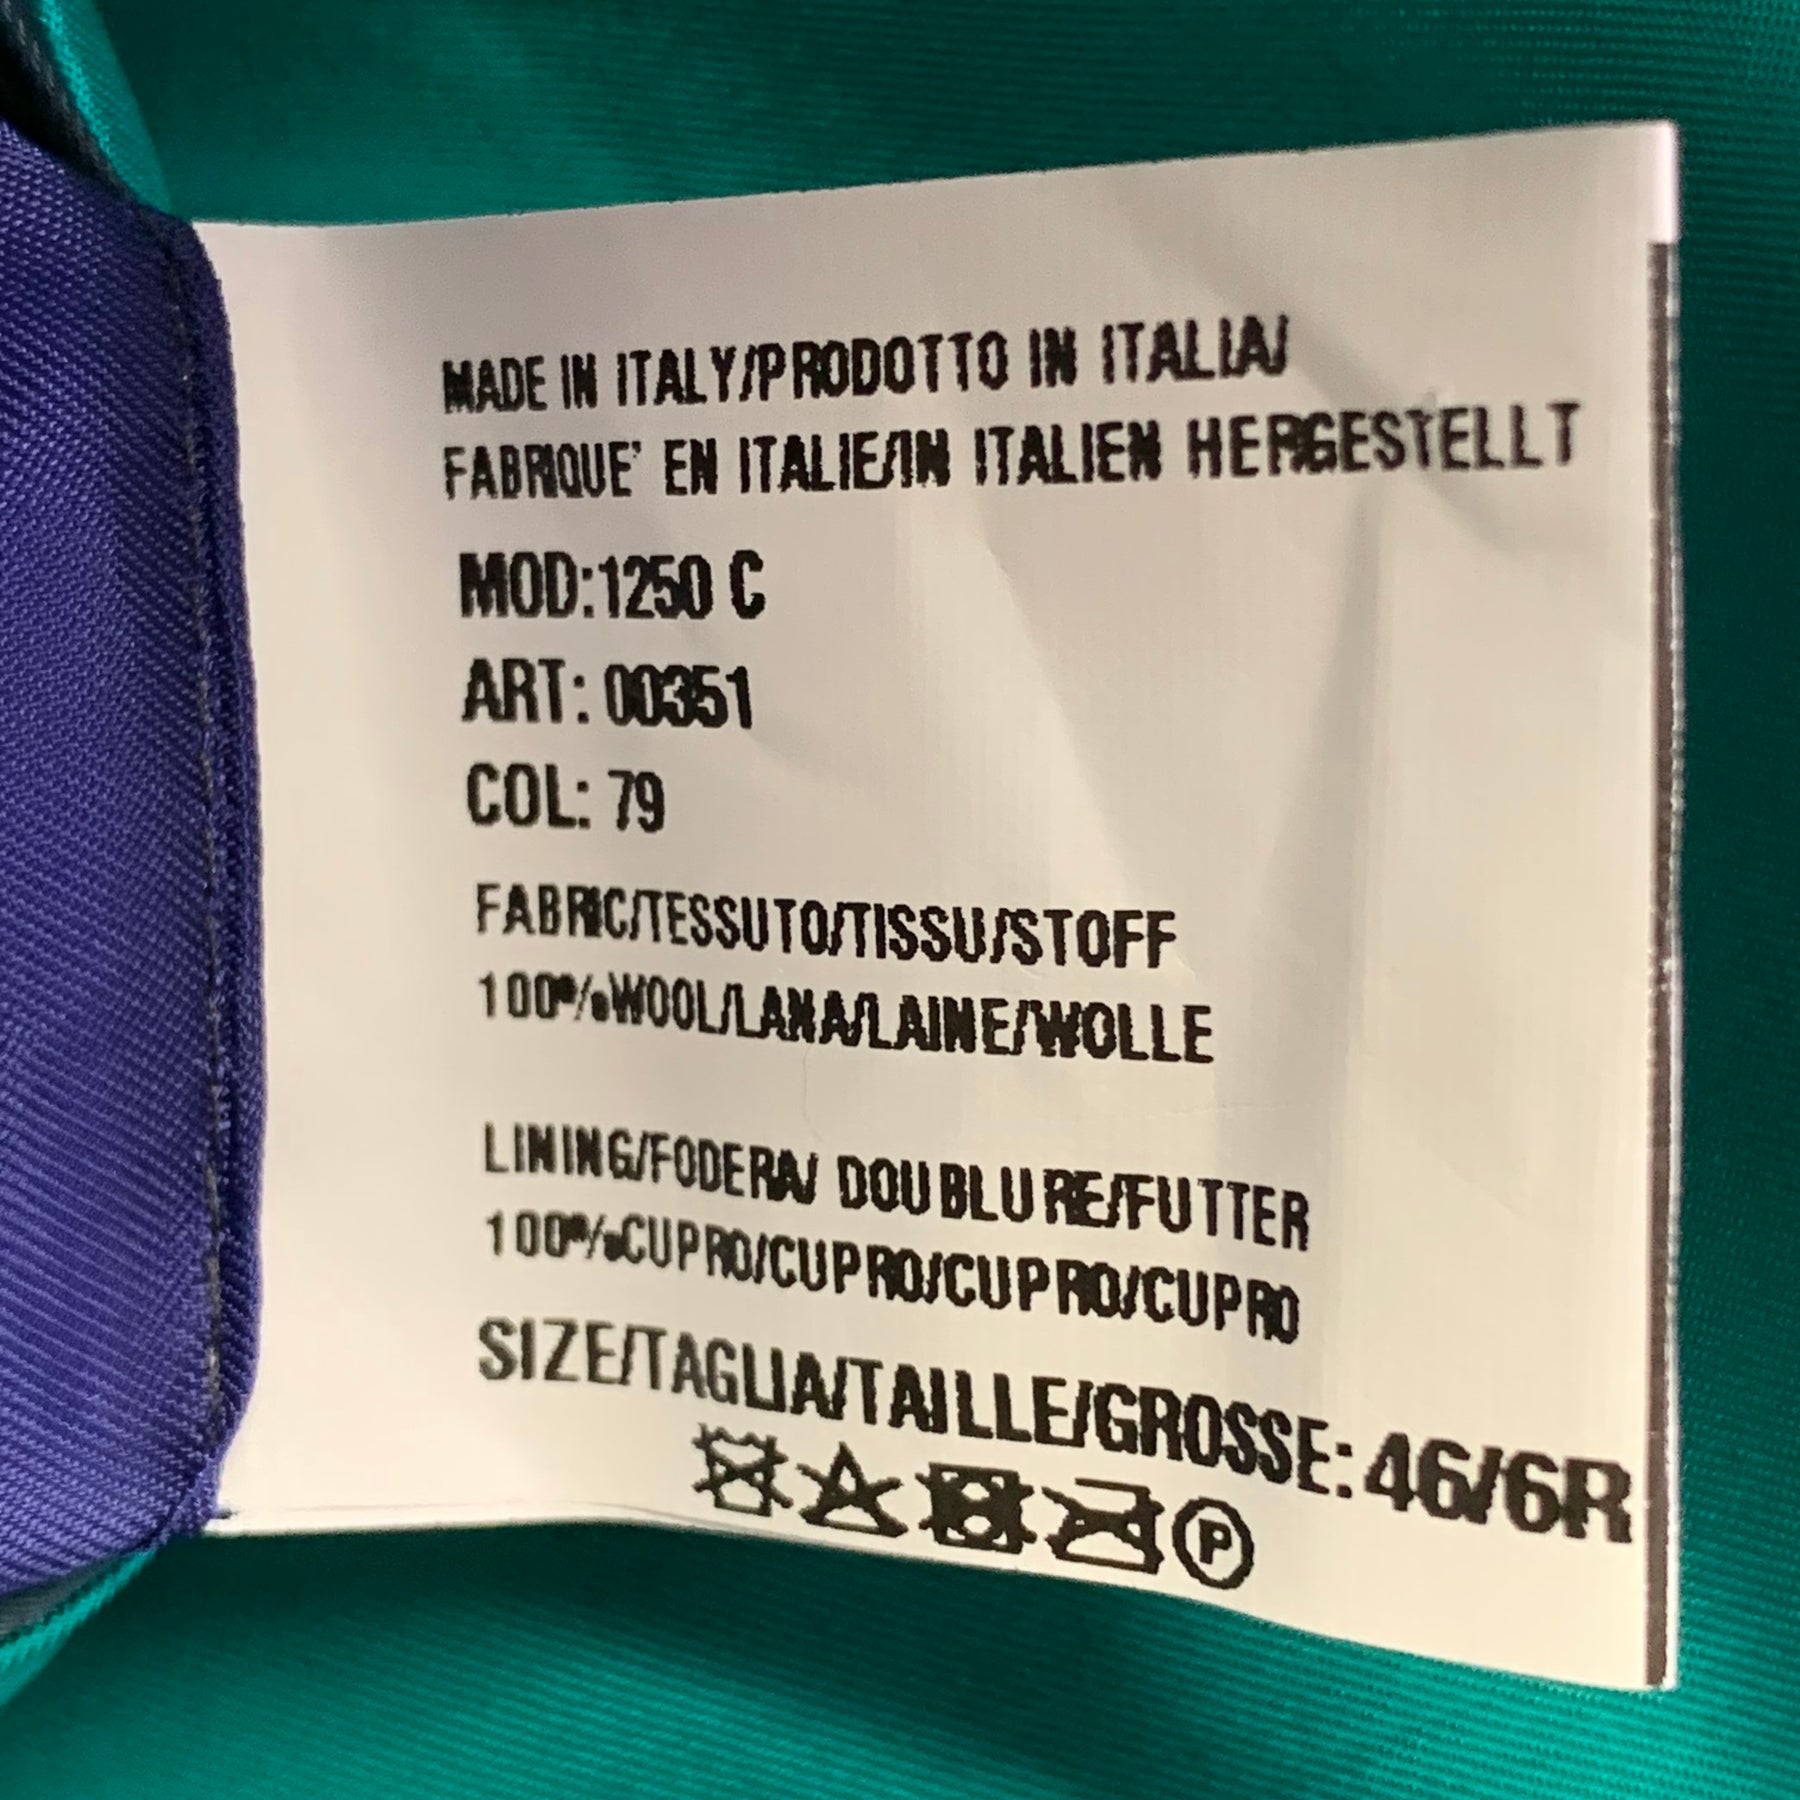 MADE IN ITALY/PRODOTTO IN ITALIA/
FABRIQUE' EN ITALIE/IN ITALIEN HERGESTELLT
MOD:1250 C
ART: 00351
COL: 79
FABRIC/TESSUTO/TISSU/STOFF
100%WOOL/LANA/LAINE/WOLLE
LINING/FODERA/ DOUBLURE/FUTTER
100%CUPRO/CUPRO/CUPRO/CUPRO
SIZE/TAGLIA/TAILLE/GROSSE: 46/6R
P